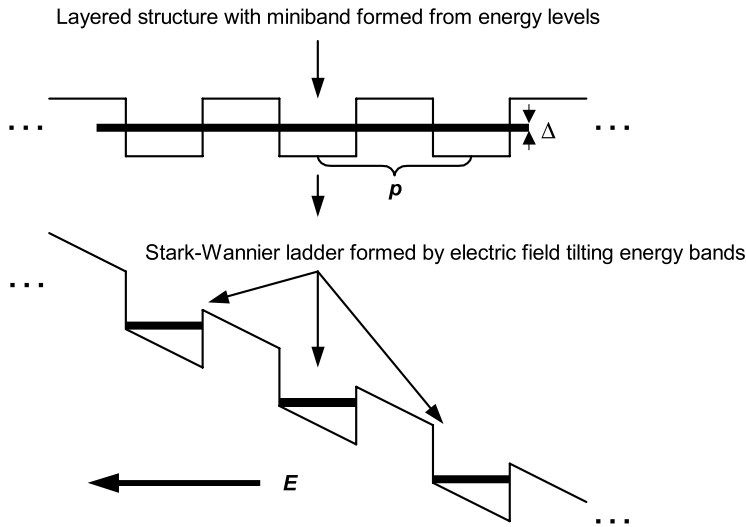 Layered structure with miniband formed from energy levels
... Δ ...
p
Stark-Wannier ladder formed by electric field tilting energy bands
...
E
...